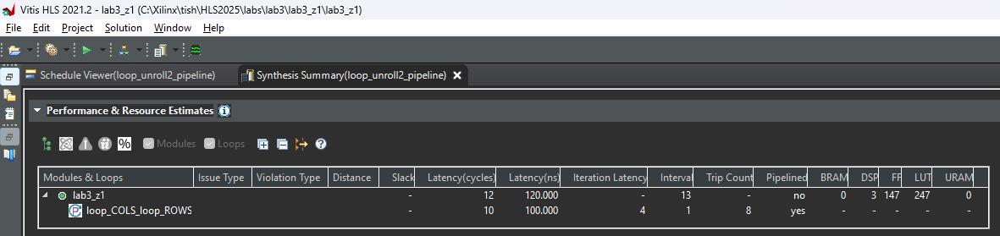 Vitis HLS 2021.2 - lab3_z1 (C:\Xilinx\tish\HLS2025\labs\lab3\lab3_z1\lab3_z1)
File Edit Project Solution Window Help
Schedule Viewer(loop_unroll2_pipeline) Synthesis Summary(loop_unroll2_pipeline)
Performance & Resource Estimates
% Modules Loops
Modules & Loops Issue Type Violation Type Distance Slack Latency(cycles) Latency(ns) Iteration Latency Interval Trip Count Pipelined BRAM DSP FF LUT URAM
lab3_z1 - 12 120.000 - 13 - no 0 3 147 247 0
loop_COLS_loop_ROWS - 10 100.000 4 1 8 yes - - - - -